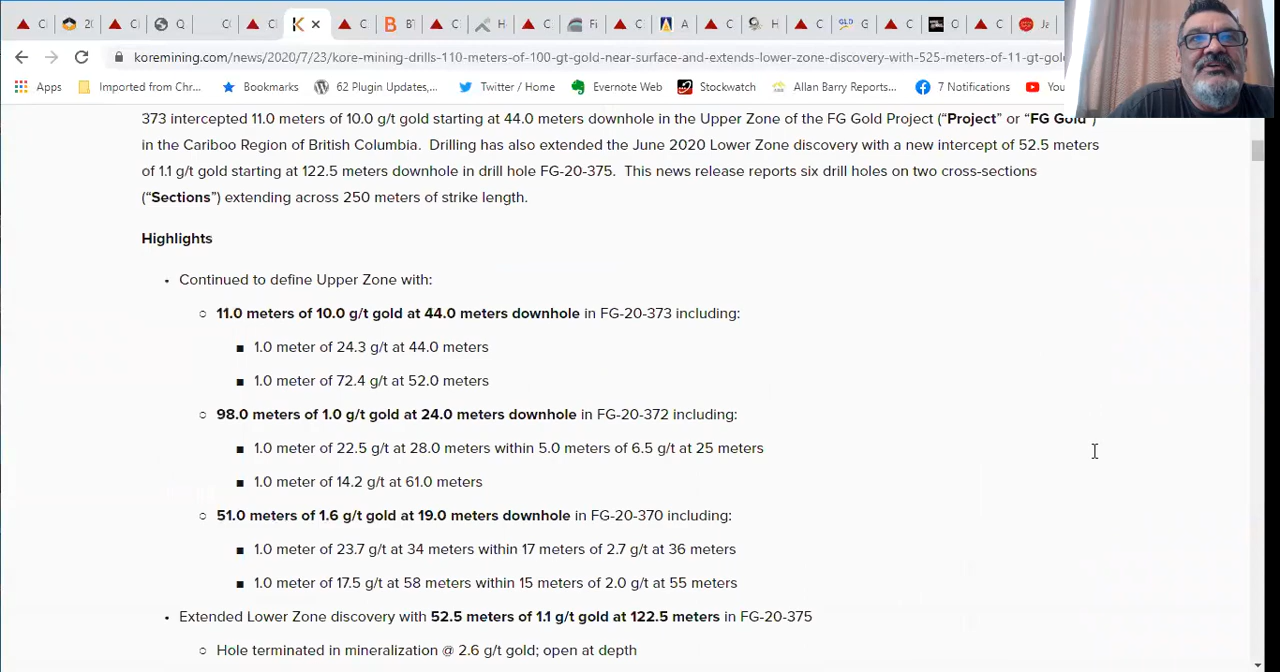 C
20
C
Q
C
C
K
C
B
C
H
C
Fi
C
A
C
H
C
GLD G
C
C
C
Ja
koremining.com/news/2020/7/23/kore-mining-drills-110-meters-of-100-gt-gold-near-surface-and-extends-lower-zone-discovery-with-525-meters-of-11-gt-gol
Apps Imported from Chr... Bookmarks 62 Plugin Updates,... Twitter / Home Evernote Web Stockwatch Allan Barry Reports... 7 Notifications You
373 intercepted 11.0 meters of 10.0 g/t gold starting at 44.0 meters downhole in the Upper Zone of the FG Gold Project (“Project” or “FG Gold”)
in the Cariboo Region of British Columbia. Drilling has also extended the June 2020 Lower Zone discovery with a new intercept of 52.5 meters
of 1.1 g/t gold starting at 122.5 meters downhole in drill hole FG-20-375. This news release reports six drill holes on two cross-sections
(“Sections”) extending across 250 meters of strike length.
Highlights
• Continued to define Upper Zone with:
○ 11.0 meters of 10.0 g/t gold at 44.0 meters downhole in FG-20-373 including:
■ 1.0 meter of 24.3 g/t at 44.0 meters
■ 1.0 meter of 72.4 g/t at 52.0 meters
○ 98.0 meters of 1.0 g/t gold at 24.0 meters downhole in FG-20-372 including:
■ 1.0 meter of 22.5 g/t at 28.0 meters within 5.0 meters of 6.5 g/t at 25 meters
■ 1.0 meter of 14.2 g/t at 61.0 meters
○ 51.0 meters of 1.6 g/t gold at 19.0 meters downhole in FG-20-370 including:
■ 1.0 meter of 23.7 g/t at 34 meters within 17 meters of 2.7 g/t at 36 meters
■ 1.0 meter of 17.5 g/t at 58 meters within 15 meters of 2.0 g/t at 55 meters
• Extended Lower Zone discovery with 52.5 meters of 1.1 g/t gold at 122.5 meters in FG-20-375
○ Hole terminated in mineralization @ 2.6 g/t gold; open at depth